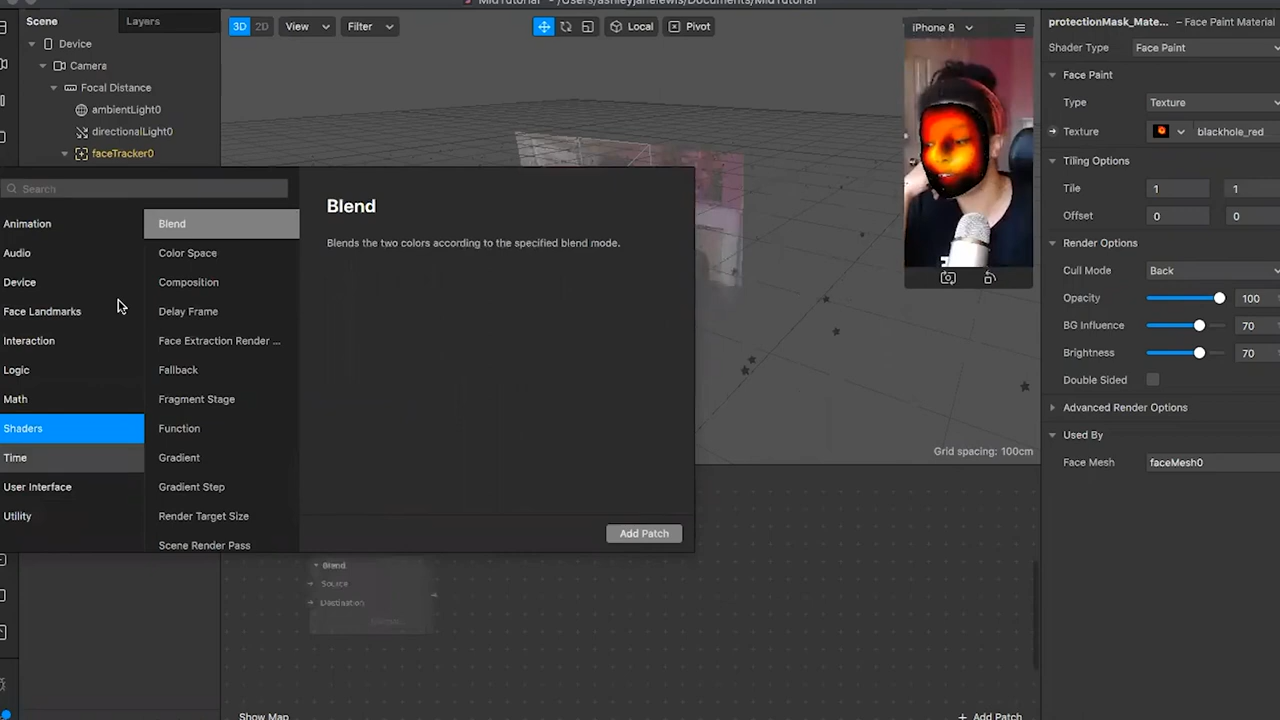 MidTutorial - /Users/ashleyjanelewis/Documents/MidTutorial
Scene
Layers
Device
Camera
Focal Distance
ambientLight0
directionalLight0
faceTracker0
3D
2D
View
Filter
Local
Pivot
iPhone 8
Search
Animation
Audio
Device
Face Landmarks
Interaction
Logic
Math
Shaders
Time
User Interface
Utility
Blend
Color Space
Composition
Delay Frame
Face Extraction Render ...
Fallback
Fragment Stage
Function
Gradient
Gradient Step
Render Target Size
Scene Render Pass
Blend
Blends the two colors according to the specified blend mode.
Add Patch
Grid spacing: 100cm
Blend
Source
Destination
Show Map
+ Add Patch
protectionMask_Mate... – Face Paint Material
Shader Type
Face Paint
Face Paint
Type
Texture
Texture
blackhole_red
Tiling Options
Tile
1
1
Offset
0
0
Render Options
Cull Mode
Back
Opacity
100
BG Influence
70
Brightness
70
Double Sided
Advanced Render Options
Used By
Face Mesh
faceMesh0